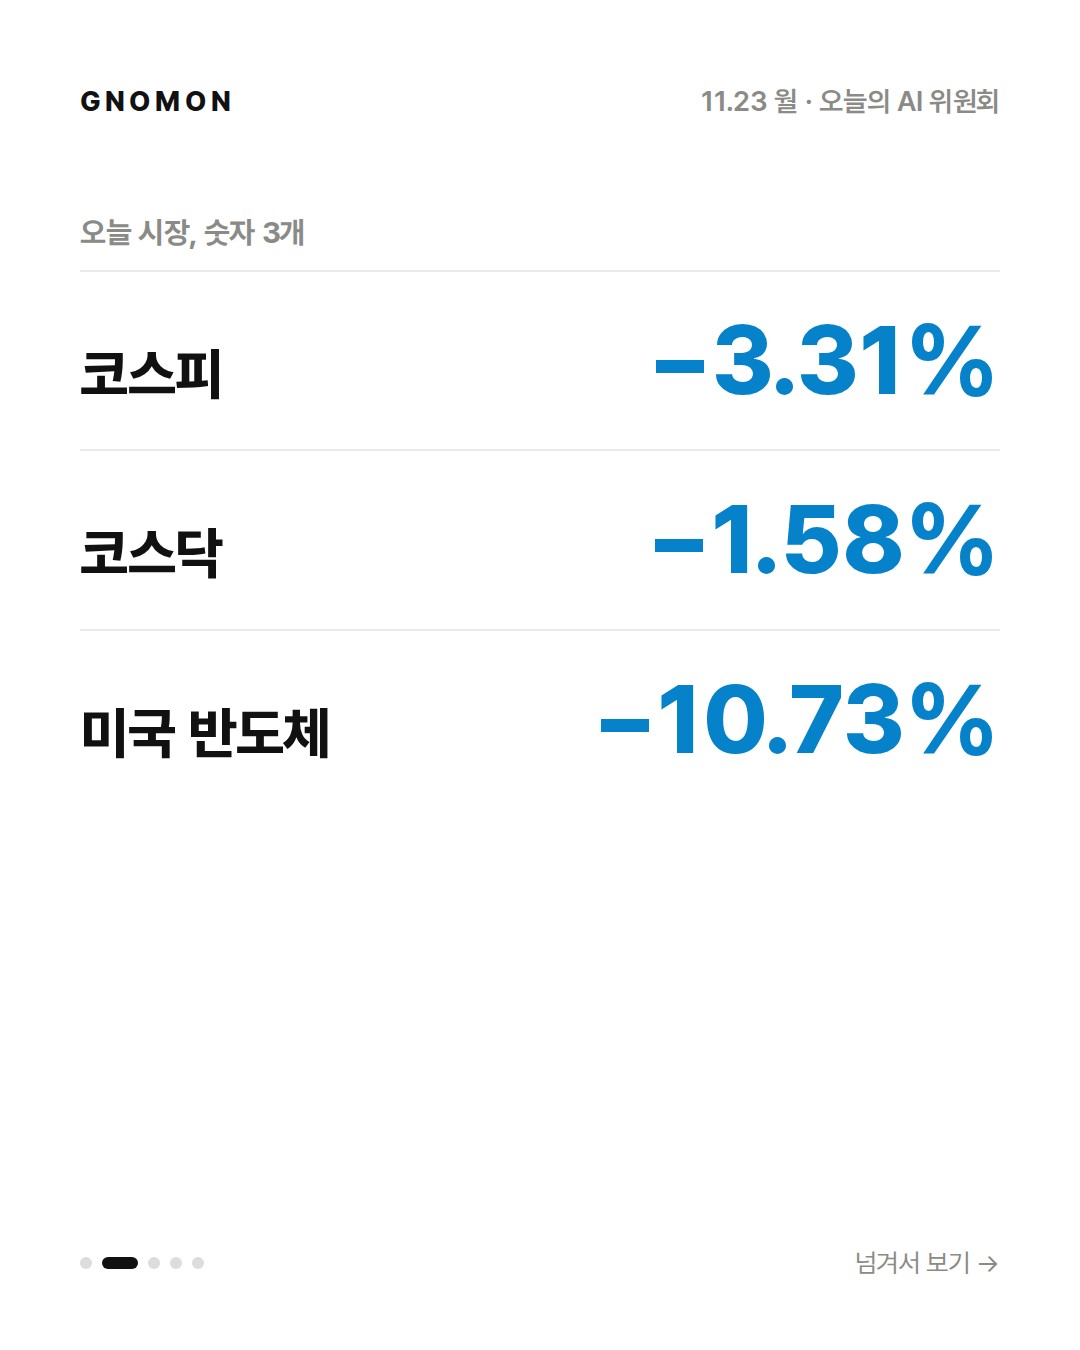 GNOMON
11.23 월 · 오늘의 AI 위원회
오늘 시장, 숫자 3개
코스피 −3.31%
코스닥 −1.58%
미국 반도체 −10.73%
넘겨서 보기 →